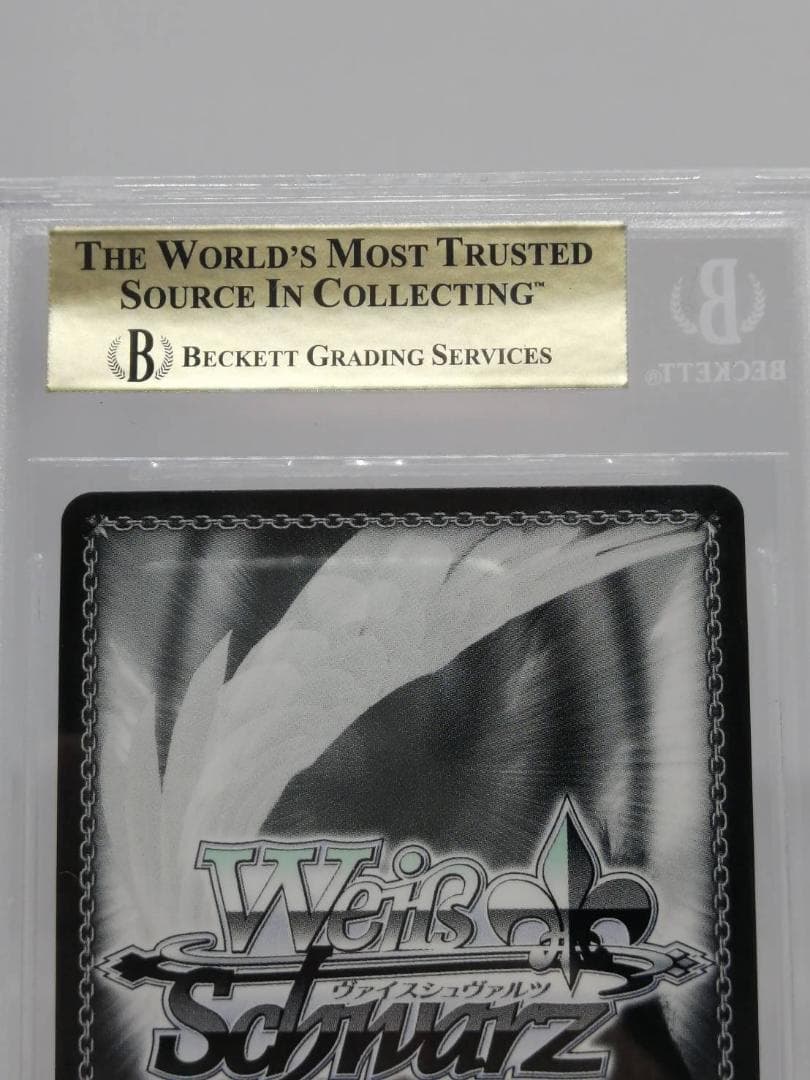 THE WORLD'S MOST TRUSTED
SOURCE IN COLLECTING™
B BECKETT GRADING SERVICES
B
BECKETT®
Weiß
ヴァイスシュヴァルツ
Schwarz